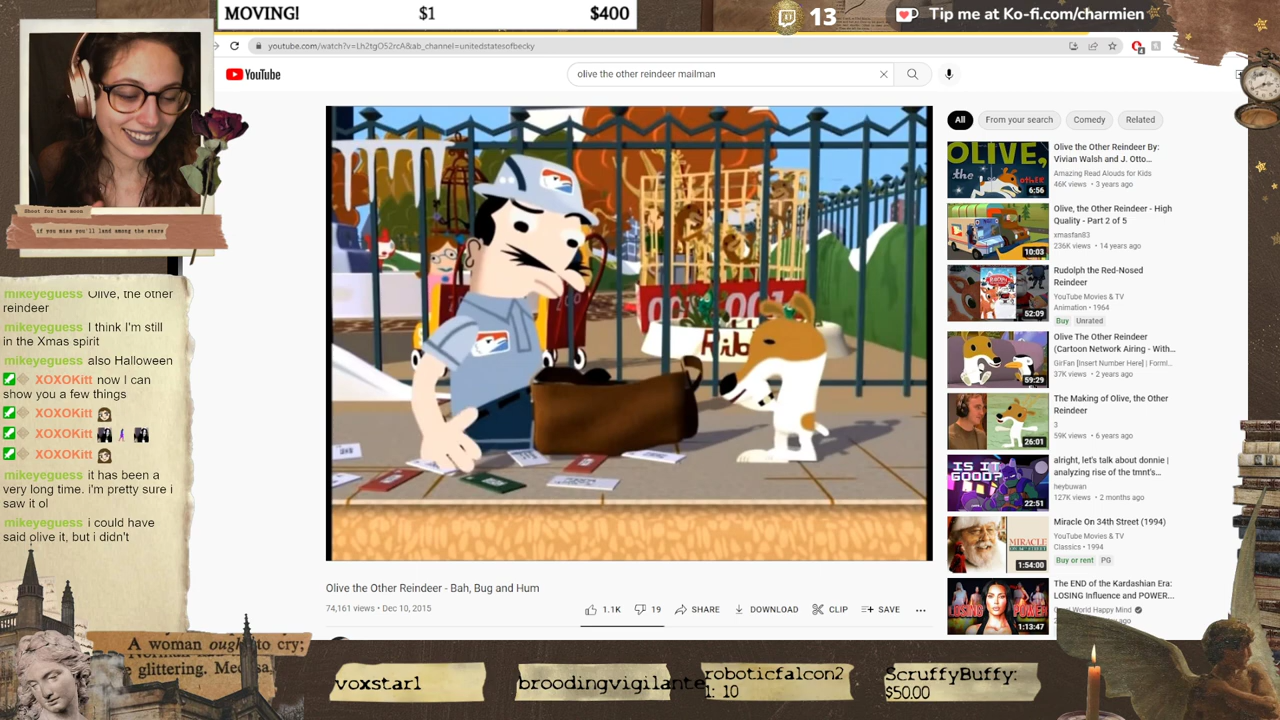 MOVING! $1 $400
13
Tip me at Ko-fi.com/charmien
youtube.com/watch?v=Lh2tgO52rcA&ab_channel=unitedstatesofbecky
YouTube
olive the other reindeer mailman
Shoot for the moon
if you miss you'll land among the stars
mikeyeguess Olive, the other
reindeer
mikeyeguess I think I'm still
in the Xmas spirit
mikeyeguess also Halloween
XOXOKitt now I can
show you a few things
XOXOKitt
XOXOKitt
XOXOKitt
mikeyeguess it has been a
very long time. i'm pretty sure i
saw it ol
mikeyeguess i could have
said olive it, but i didn't
Olive the Other Reindeer - Bah, Bug and Hum
74,161 views • Dec 10, 2015
1.1K 19 SHARE DOWNLOAD CLIP SAVE
All From your search Comedy Related
OLIVE,
the other
6:56
Olive the Other Reindeer By:
Vivian Walsh and J. Otto...
Amazing Read Alouds for Kids
46K views • 3 years ago
10:03
Olive, the Other Reindeer - High
Quality - Part 2 of 5
xmasfan83
236K views • 14 years ago
52:09
Rudolph the Red-Nosed
Reindeer
YouTube Movies & TV
Animation • 1964
Buy Unrated
59:29
Olive The Other Reindeer
(Cartoon Network Airing - With...
GirFan [Insert Number Here] | Forml...
37K views • 2 years ago
26:01
The Making of Olive, the Other
Reindeer
3
59K views • 6 years ago
IS IT
GOOD?
22:51
alright, let's talk about donnie |
analyzing rise of the tmnt's...
heybuwan
127K views • 2 months ago
MIRACLE
1:54:00
Miracle On 34th Street (1994)
YouTube Movies & TV
Classics • 1994
Buy or rent PG
LOSING POWER
1:13:47
The END of the Kardashian Era:
LOSING Influence and POWER...
World Happy Mind
A woman ought to cry;
glittering.
voxstar1
broodingvigilante
roboticfalcon2
1: 10
ScruffyBuffy:
$50.00